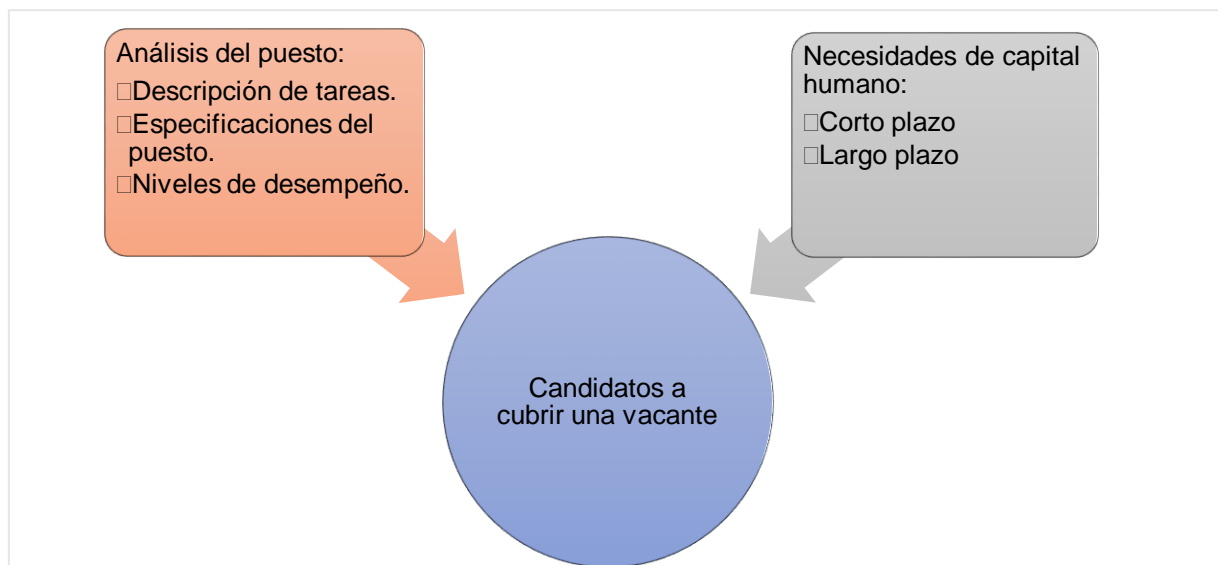 Análisis del puesto:
□Descripción de tareas.
□Especificaciones del
puesto.
□Niveles de desempeño.
Necesidades de capital
humano:
□Corto plazo
□Largo plazo
Candidatos a
cubrir una vacante